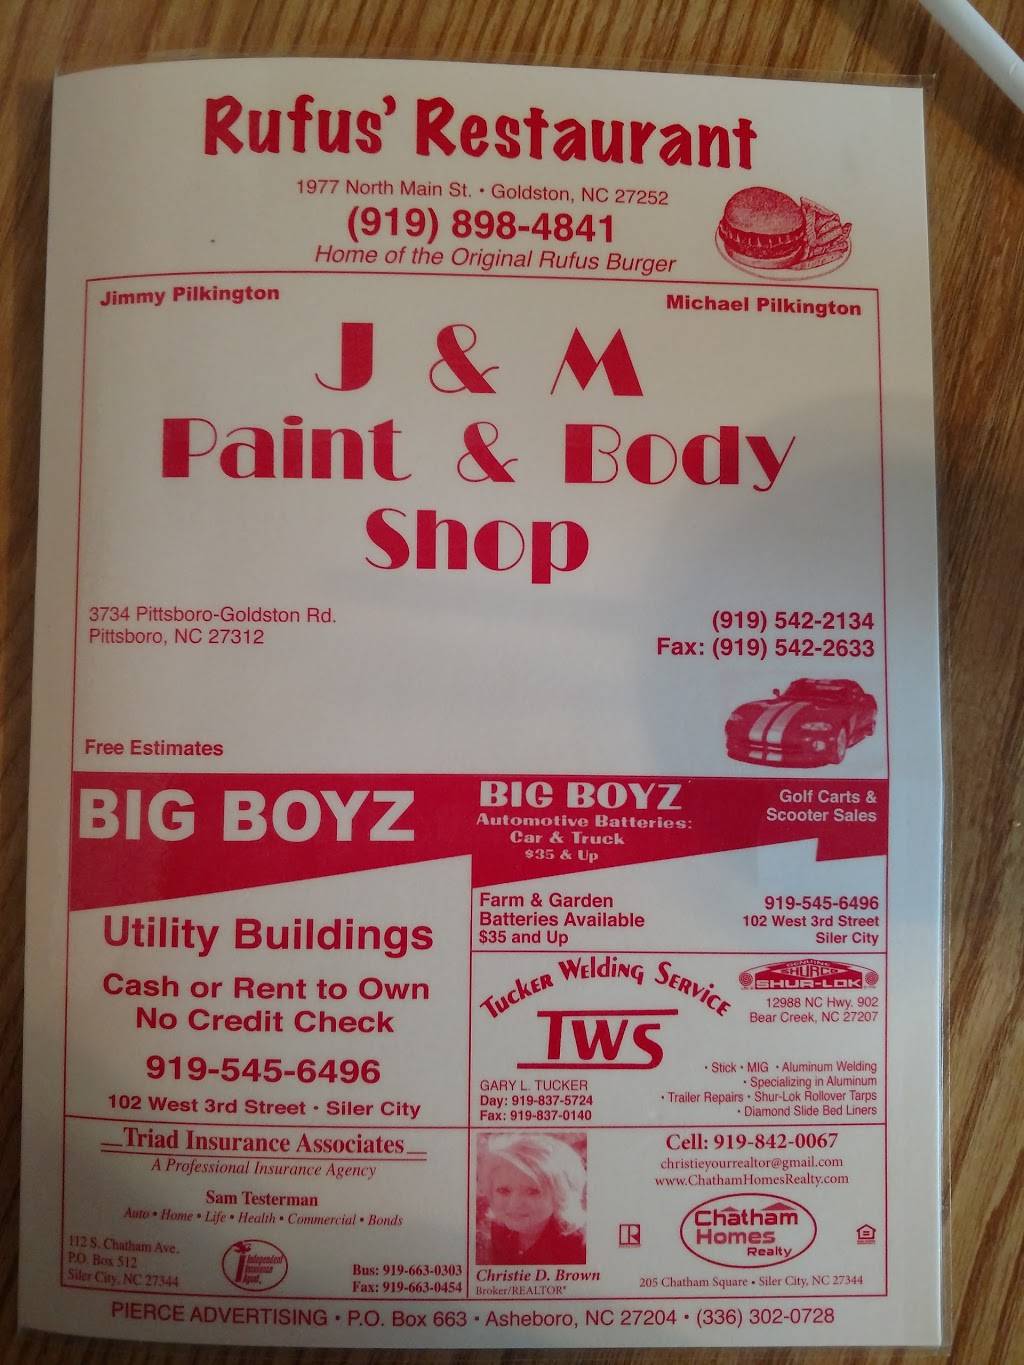 Rufus' Restaurant
1977 North Main St. • Goldston, NC 27252
(919) 898-4841
Home of the Original Rufus Burger
Jimmy Pilkington
Michael Pilkington
J & M
Paint & Body
Shop
3734 Pittsboro-Goldston Rd.
Pittsboro, NC 27312
(919) 542-2134
Fax: (919) 542-2633
Free Estimates
BIG BOYZ
Utility Buildings
Cash or Rent to Own
No Credit Check
919-545-6496
102 West 3rd Street • Siler City
BIG BOYZ
Automotive Batteries:
Car & Truck
$35 & Up
Golf Carts &
Scooter Sales
Farm & Garden
Batteries Available
$35 and Up
919-545-6496
102 West 3rd Street
Siler City
Tucker Welding Service
TWS
GENUINE
SHURCO
SHUR-LOK
12988 NC Hwy. 902
Bear Creek, NC 27207
GARY L. TUCKER
Day: 919-837-5724
Fax: 919-837-0140
• Stick • MIG • Aluminum Welding
• Specializing in Aluminum
• Trailer Repairs • Shur-Lok Rollover Tarps
• Diamond Slide Bed Liners
Triad Insurance Associates
A Professional Insurance Agency
Sam Testerman
Auto • Home • Life • Health • Commercial • Bonds
112 S. Chatham Ave.
P.O. Box 512
Siler City, NC 27344
Independent
Insurance
Agent
Bus: 919-663-0303
Fax: 919-663-0454
Christie D. Brown
Broker/REALTOR®
Cell: 919-842-0067
christieyourrealtor@gmail.com
www.ChathamHomesRealty.com
R
Chatham
Homes
Realty
205 Chatham Square • Siler City, NC 27344
PIERCE ADVERTISING • P.O. Box 663 • Asheboro, NC 27204 • (336) 302-0728